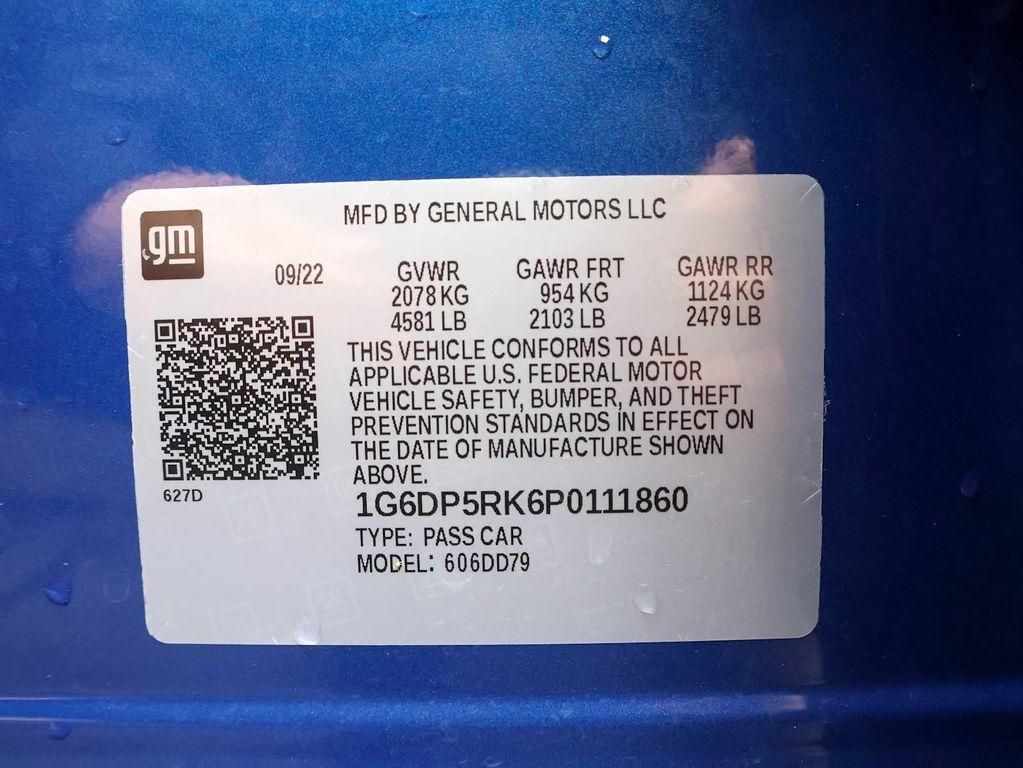 gm
MFD BY GENERAL MOTORS LLC
09/22 GVWR GAWR FRT GAWR RR
2078 KG 954 KG 1124 KG
4581 LB 2103 LB 2479 LB
THIS VEHICLE CONFORMS TO ALL
APPLICABLE U.S. FEDERAL MOTOR
VEHICLE SAFETY, BUMPER, AND THEFT
PREVENTION STANDARDS IN EFFECT ON
THE DATE OF MANUFACTURE SHOWN
ABOVE.
627D
1G6DP5RK6P0111860
TYPE: PASS CAR
MODEL: 606DD79